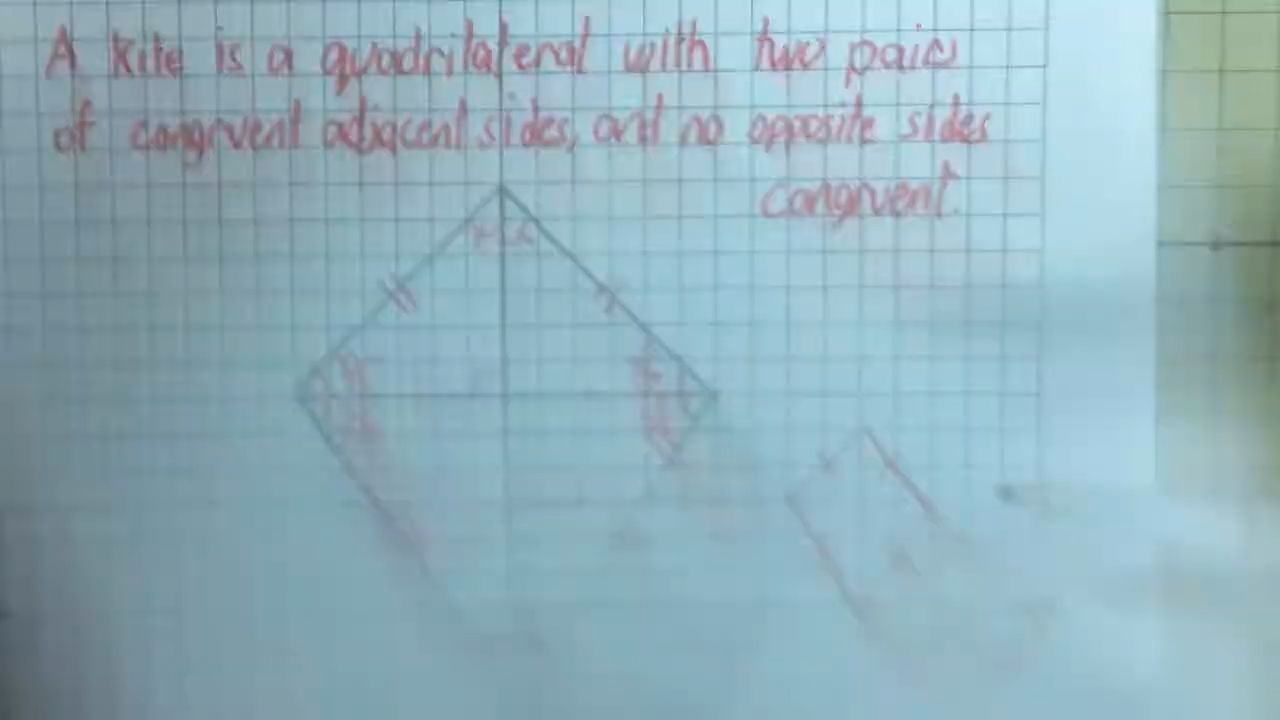 A kite is a quadrilateral with two pairs
of congruent adjacent sides, and no opposite sides
congruent.